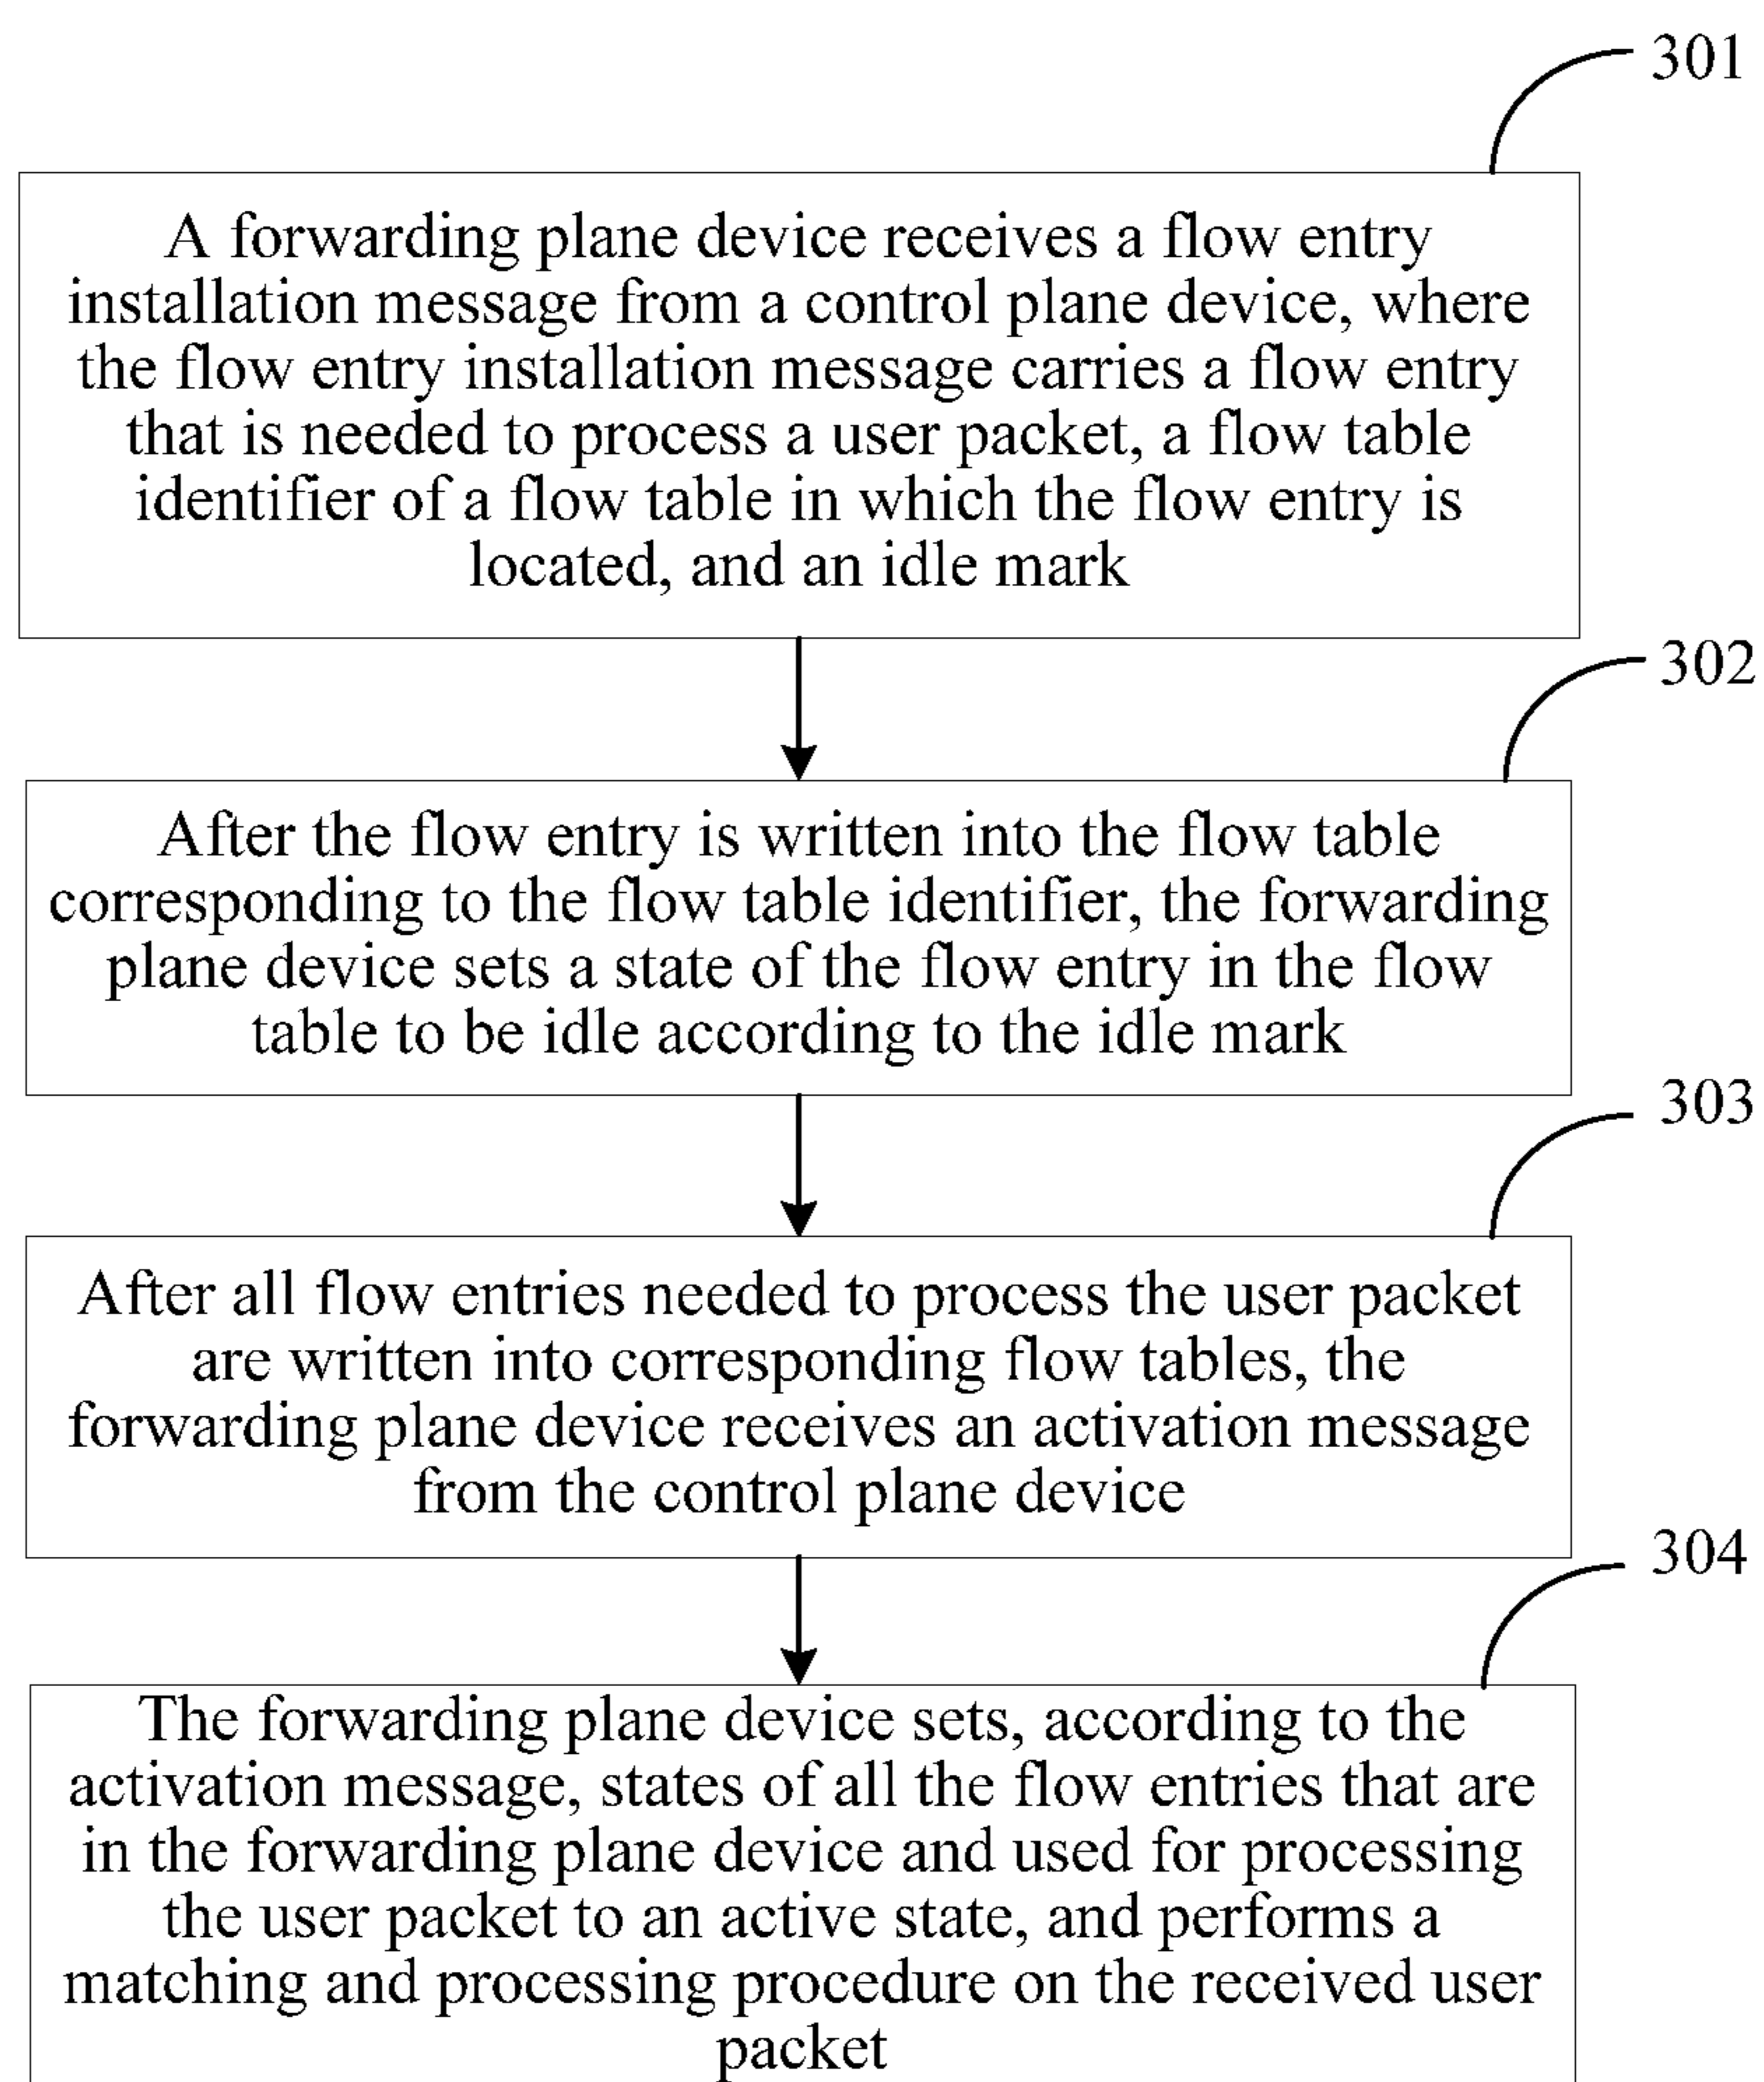 301
A forwarding plane device receives a flow entry
installation message from a control plane device, where
the flow entry installation message carries a flow entry
that is needed to process a user packet, a flow table
identifier of a flow table in which the flow entry is
located, and an idle mark
302
After the flow entry is written into the flow table
corresponding to the flow table identifier, the forwarding
plane device sets a state of the flow entry in the flow
table to be idle according to the idle mark
303
After all flow entries needed to process the user packet
are written into corresponding flow tables, the
forwarding plane device receives an activation message
from the control plane device
304
The forwarding plane device sets, according to the
activation message, states of all the flow entries that are
in the forwarding plane device and used for processing
the user packet to an active state, and performs a
matching and processing procedure on the received user
packet